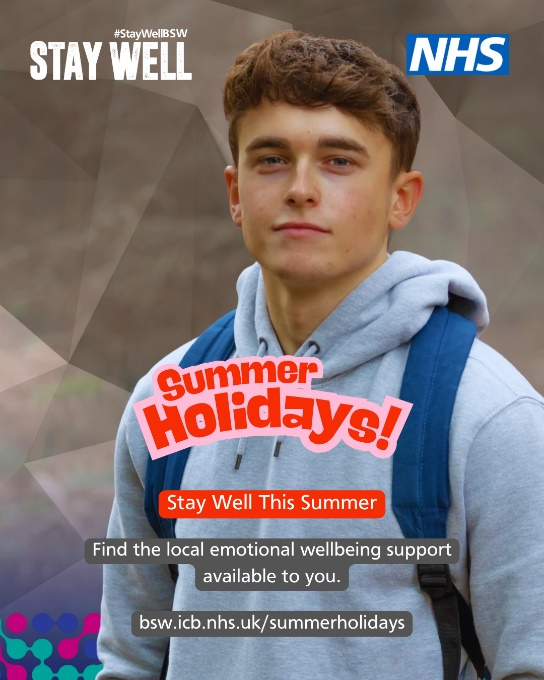 #StayWellBSW
STAY WELL
NHS
Summer
Holidays!
Stay Well This Summer
Find the local emotional wellbeing support
available to you.
bsw.icb.nhs.uk/summerholidays